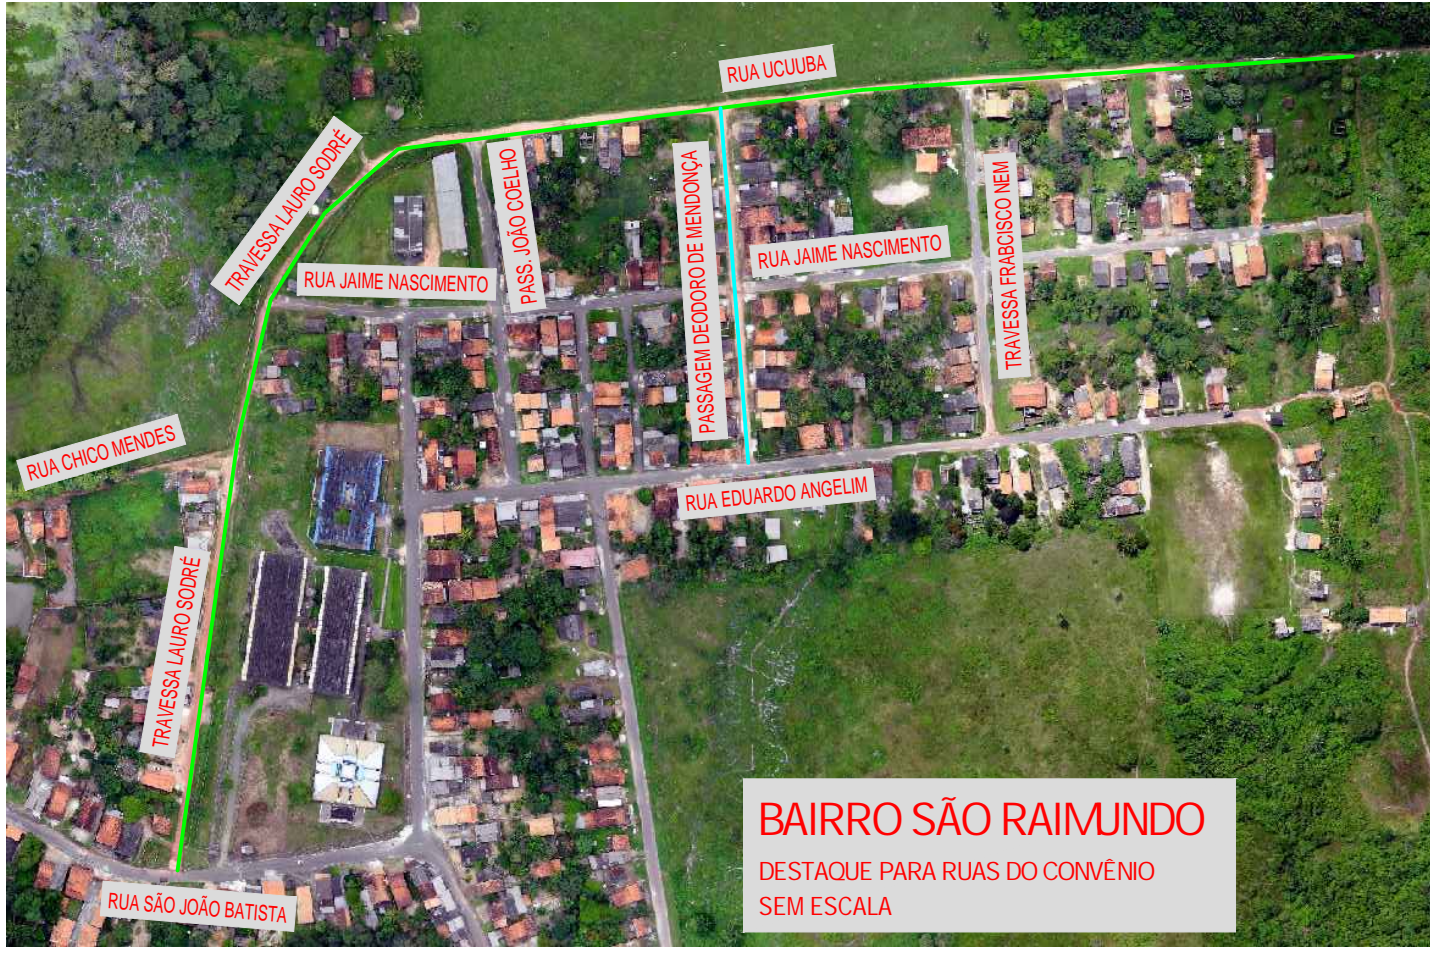 RUA UCUUBA
TRAVESSA LAURO SODRÉ
PASS. JOÃO COELHO
PASSAGEM DEODORO DE MENDONÇA
TRAVESSA FRABCISCO NEM
RUA JAIME NASCIMENTO
RUA JAIME NASCIMENTO
RUA CHICO MENDES
RUA EDUARDO ANGELIM
TRAVESSA LAURO SODRÉ
RUA SÃO JOÃO BATISTA
BAIRRO SÃO RAIMUNDO
DESTAQUE PARA RUAS DO CONVÊNIO
SEM ESCALA